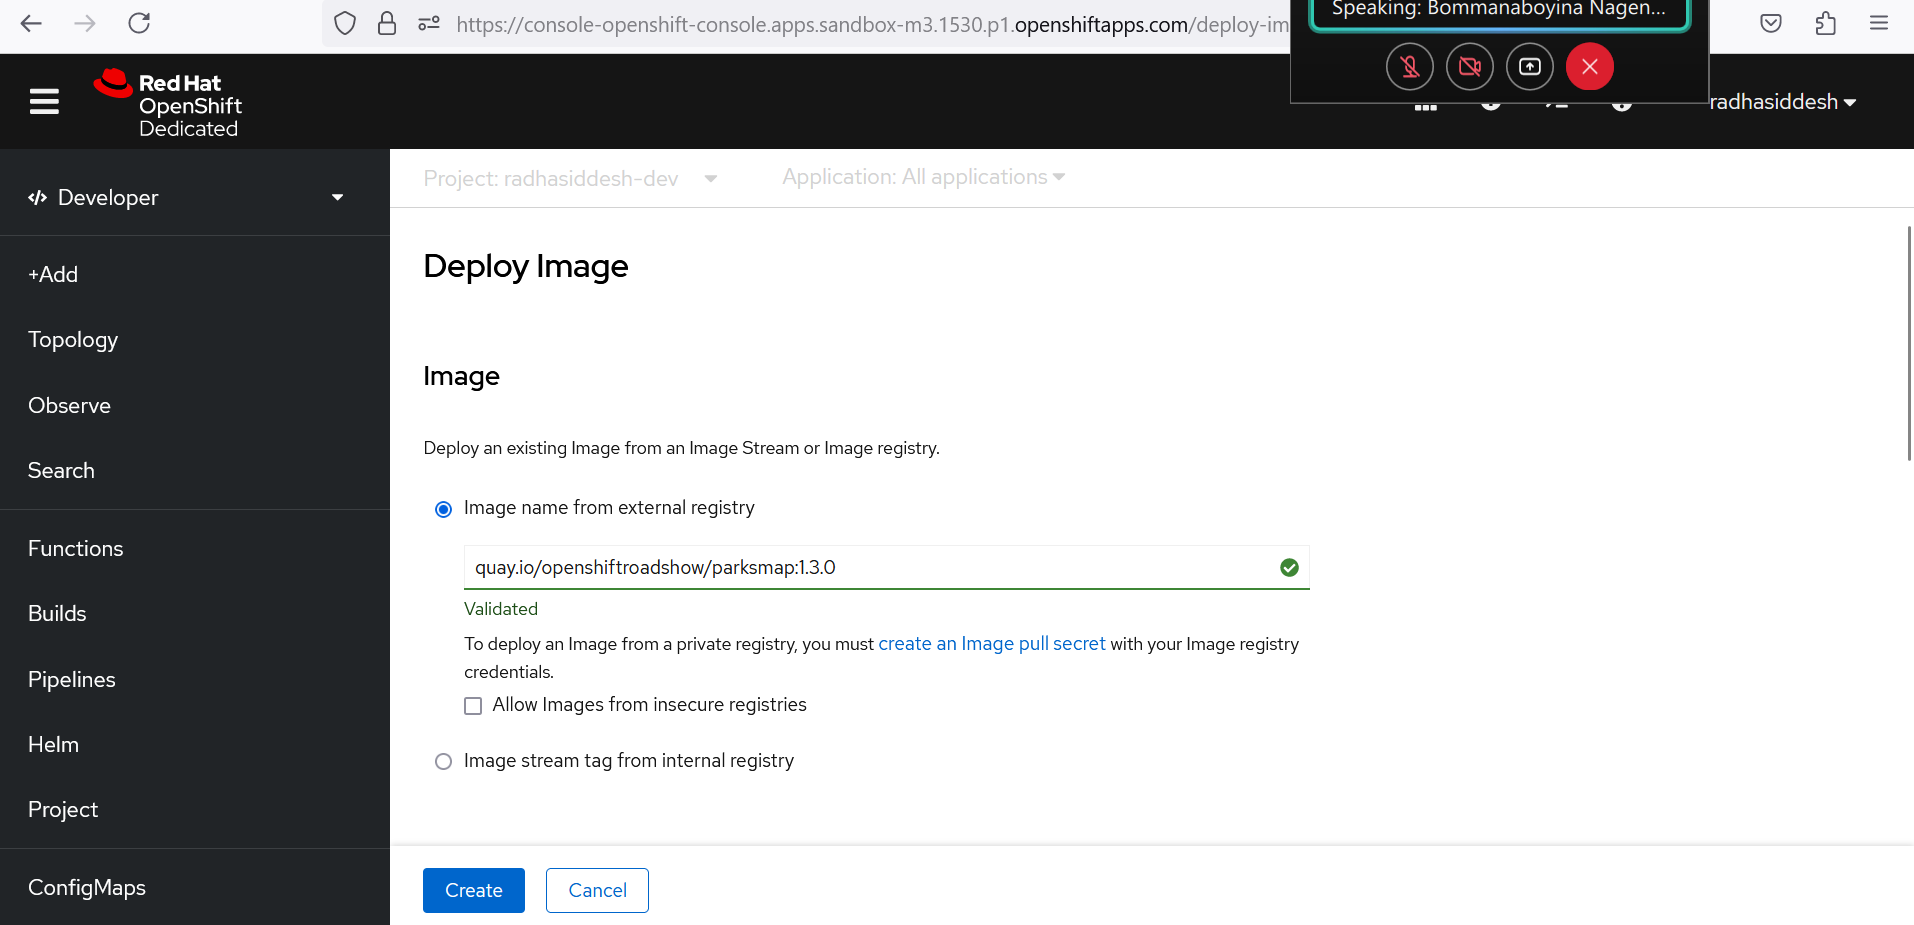 https://console-openshift-console.apps.sandbox-m3.1530.p1.openshiftapps.com/deploy-im
Speaking: Bommanaboyina Nagen...
Red Hat
OpenShift
Dedicated
radhasiddesh
Developer
+Add
Topology
Observe
Search
Functions
Builds
Pipelines
Helm
Project
ConfigMaps
Project: radhasiddesh-dev
Application: All applications
Deploy Image
Image
Deploy an existing Image from an Image Stream or Image registry.
Image name from external registry
quay.io/openshiftroadshow/parksmap:1.3.0
Validated
To deploy an Image from a private registry, you must create an Image pull secret with your Image registry
credentials.
Allow Images from insecure registries
Image stream tag from internal registry
Create
Cancel